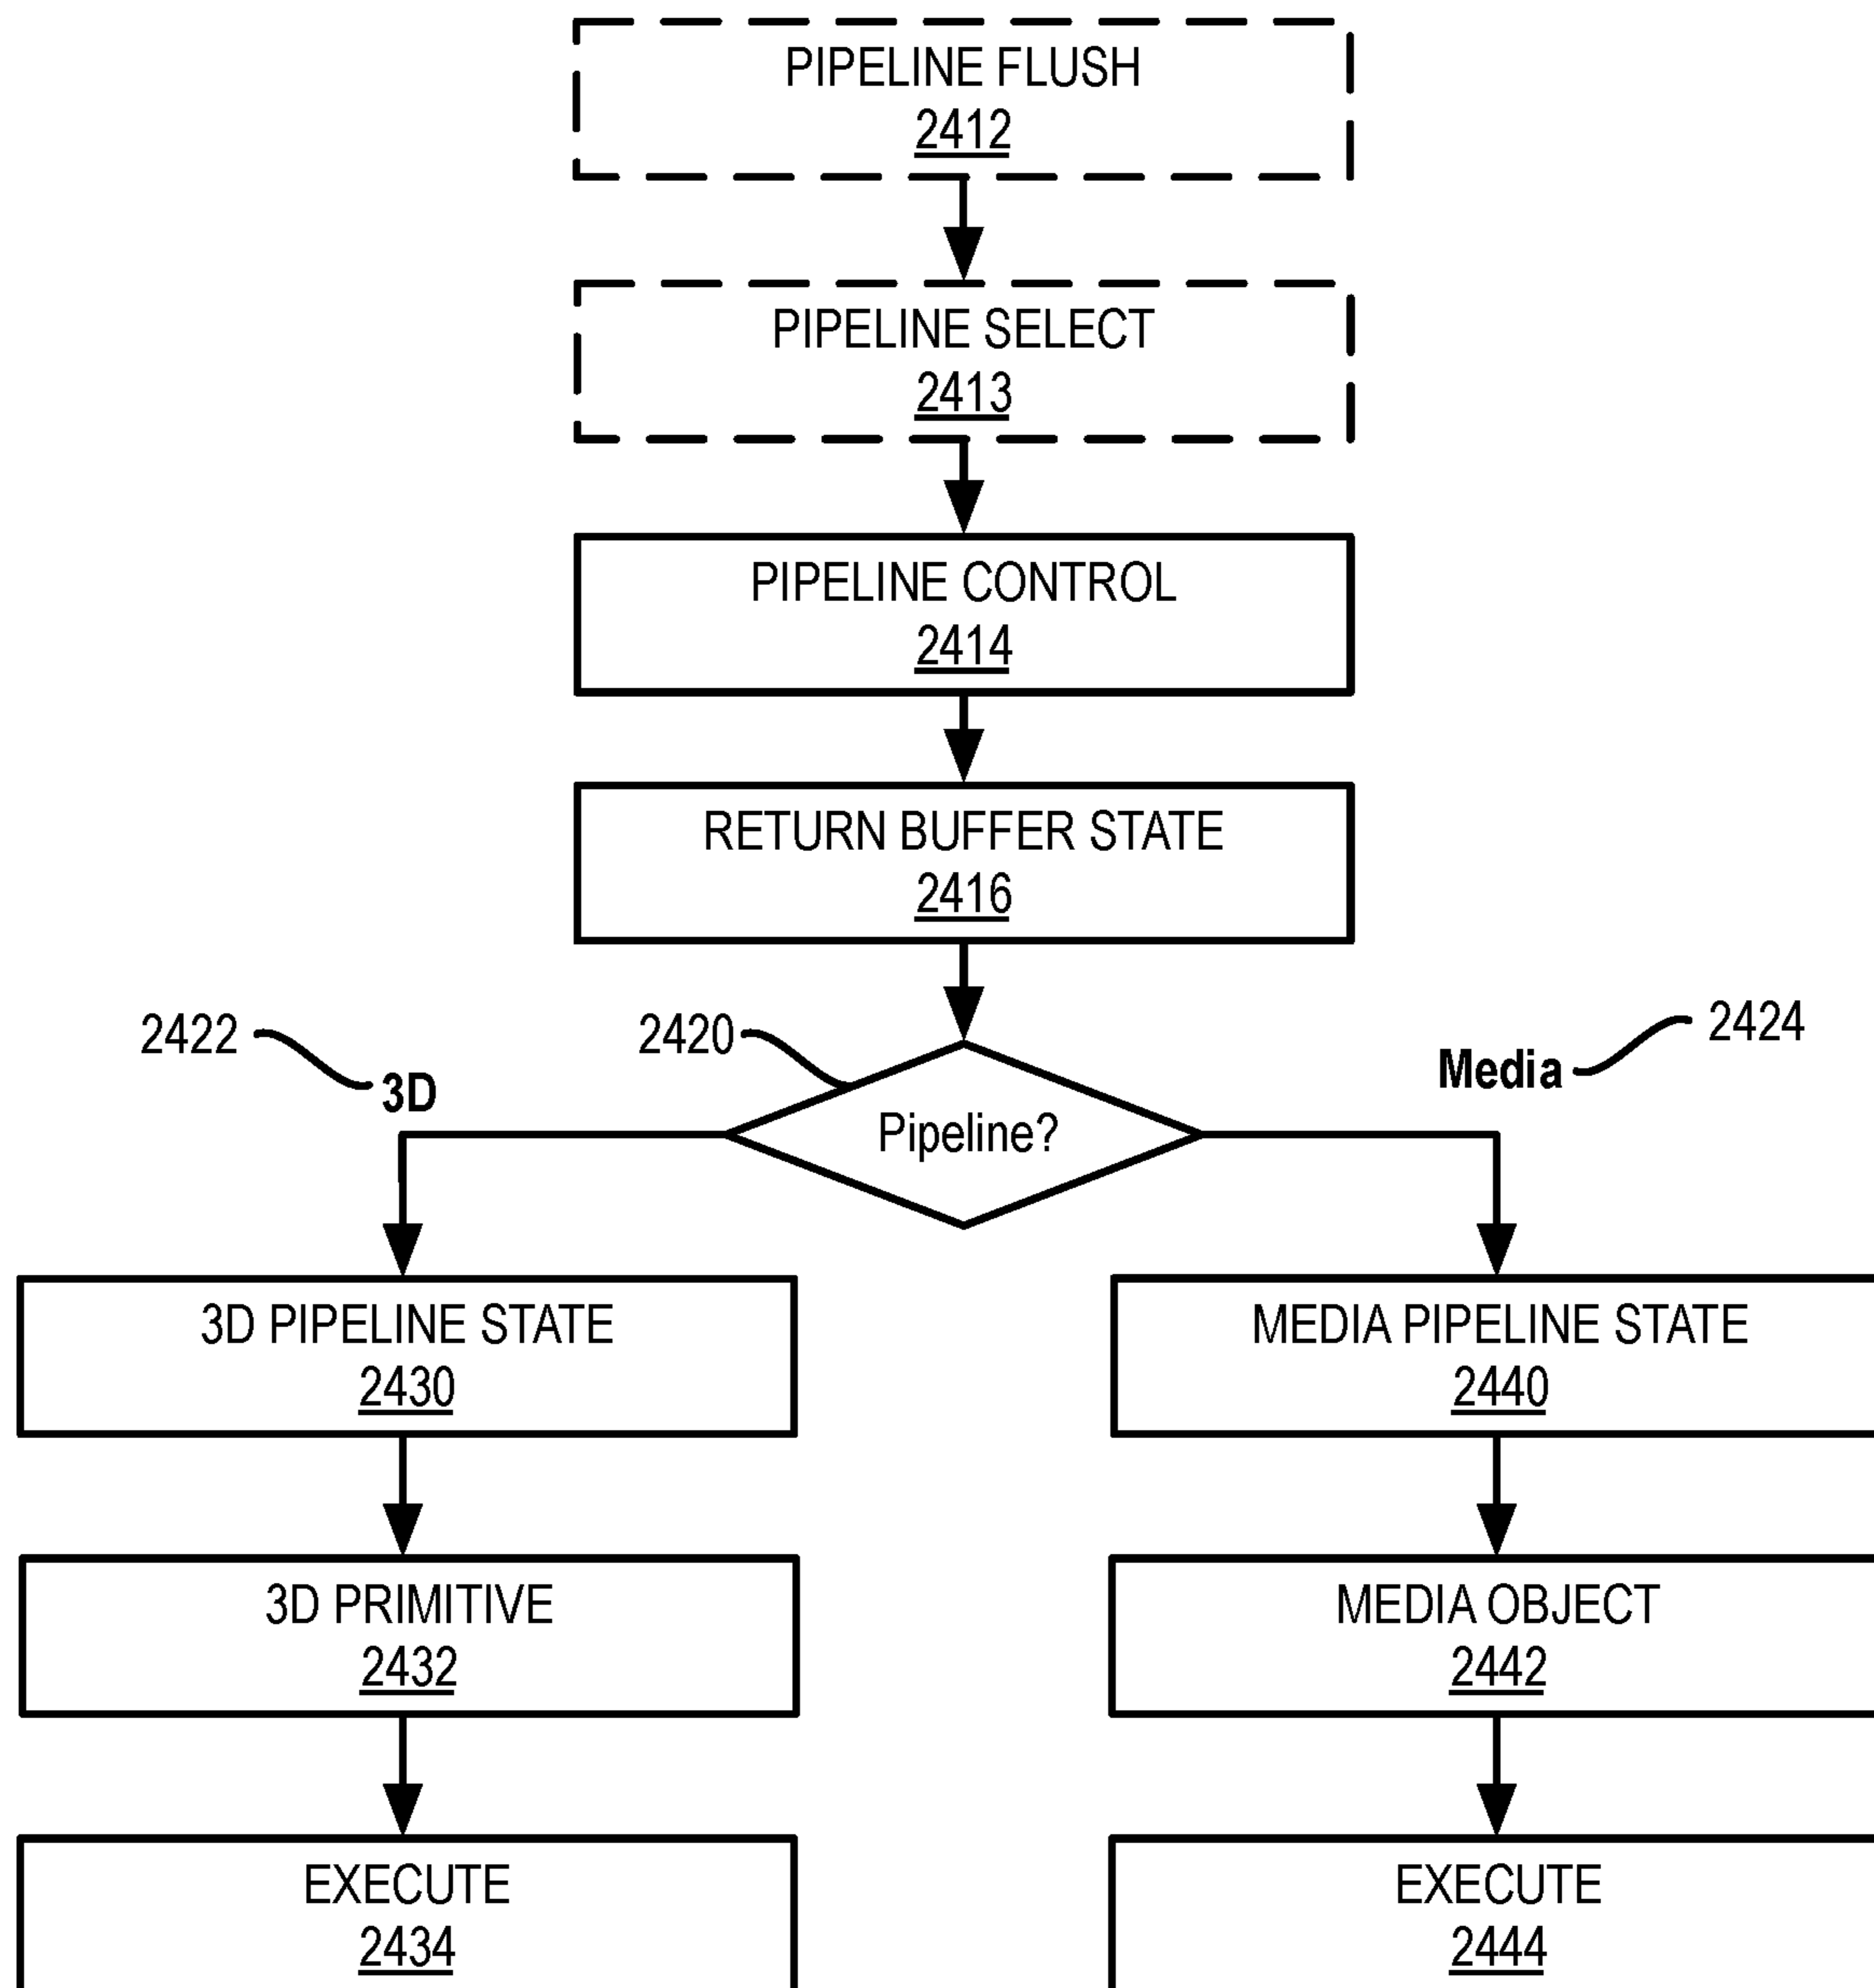 PIPELINE FLUSH
2412
PIPELINE SELECT
2413
PIPELINE CONTROL
2414
RETURN BUFFER STATE
2416
2422
2420
2424
3D
Media
Pipeline?
3D PIPELINE STATE
2430
MEDIA PIPELINE STATE
2440
3D PRIMITIVE
2432
MEDIA OBJECT
2442
EXECUTE
2434
EXECUTE
2444